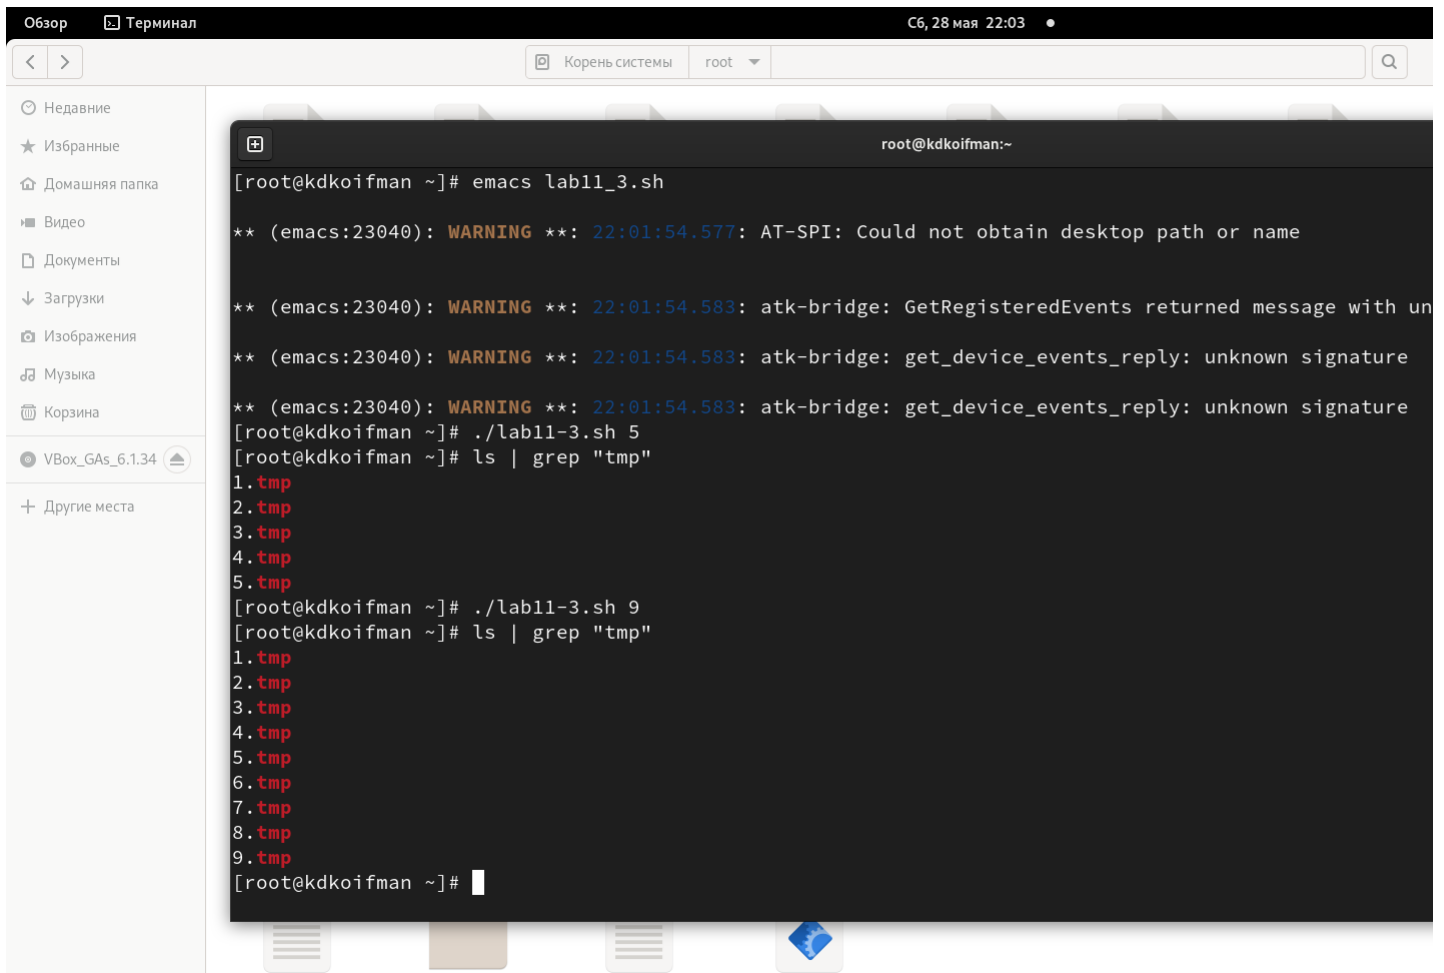 Обзор Терминал Сб, 28 мая 22:03
Корень системы root
Недавние
Избранные
Домашняя папка
Видео
Документы
Загрузки
Изображения
Музыка
Корзина
VBox_GAs_6.1.34
Другие места
root@kdkoifman:~
[root@kdkoifman ~]# emacs lab11_3.sh
** (emacs:23040): WARNING **: 22:01:54.577: AT-SPI: Could not obtain desktop path or name
** (emacs:23040): WARNING **: 22:01:54.583: atk-bridge: GetRegisteredEvents returned message with un
** (emacs:23040): WARNING **: 22:01:54.583: atk-bridge: get_device_events_reply: unknown signature
** (emacs:23040): WARNING **: 22:01:54.583: atk-bridge: get_device_events_reply: unknown signature
[root@kdkoifman ~]# ./lab11-3.sh 5
[root@kdkoifman ~]# ls | grep "tmp"
1.tmp
2.tmp
3.tmp
4.tmp
5.tmp
[root@kdkoifman ~]# ./lab11-3.sh 9
[root@kdkoifman ~]# ls | grep "tmp"
1.tmp
2.tmp
3.tmp
4.tmp
5.tmp
6.tmp
7.tmp
8.tmp
9.tmp
[root@kdkoifman ~]#